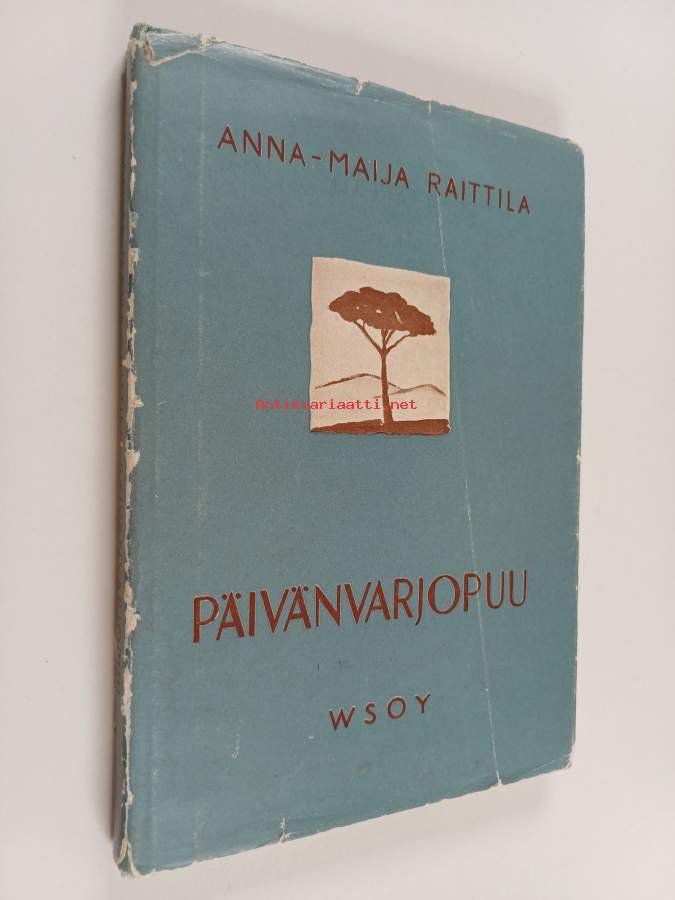 ANNA-MAIJA RAITTILA
Antikvariaatti.net
PÄIVÄNVARJOPUU
WSOY